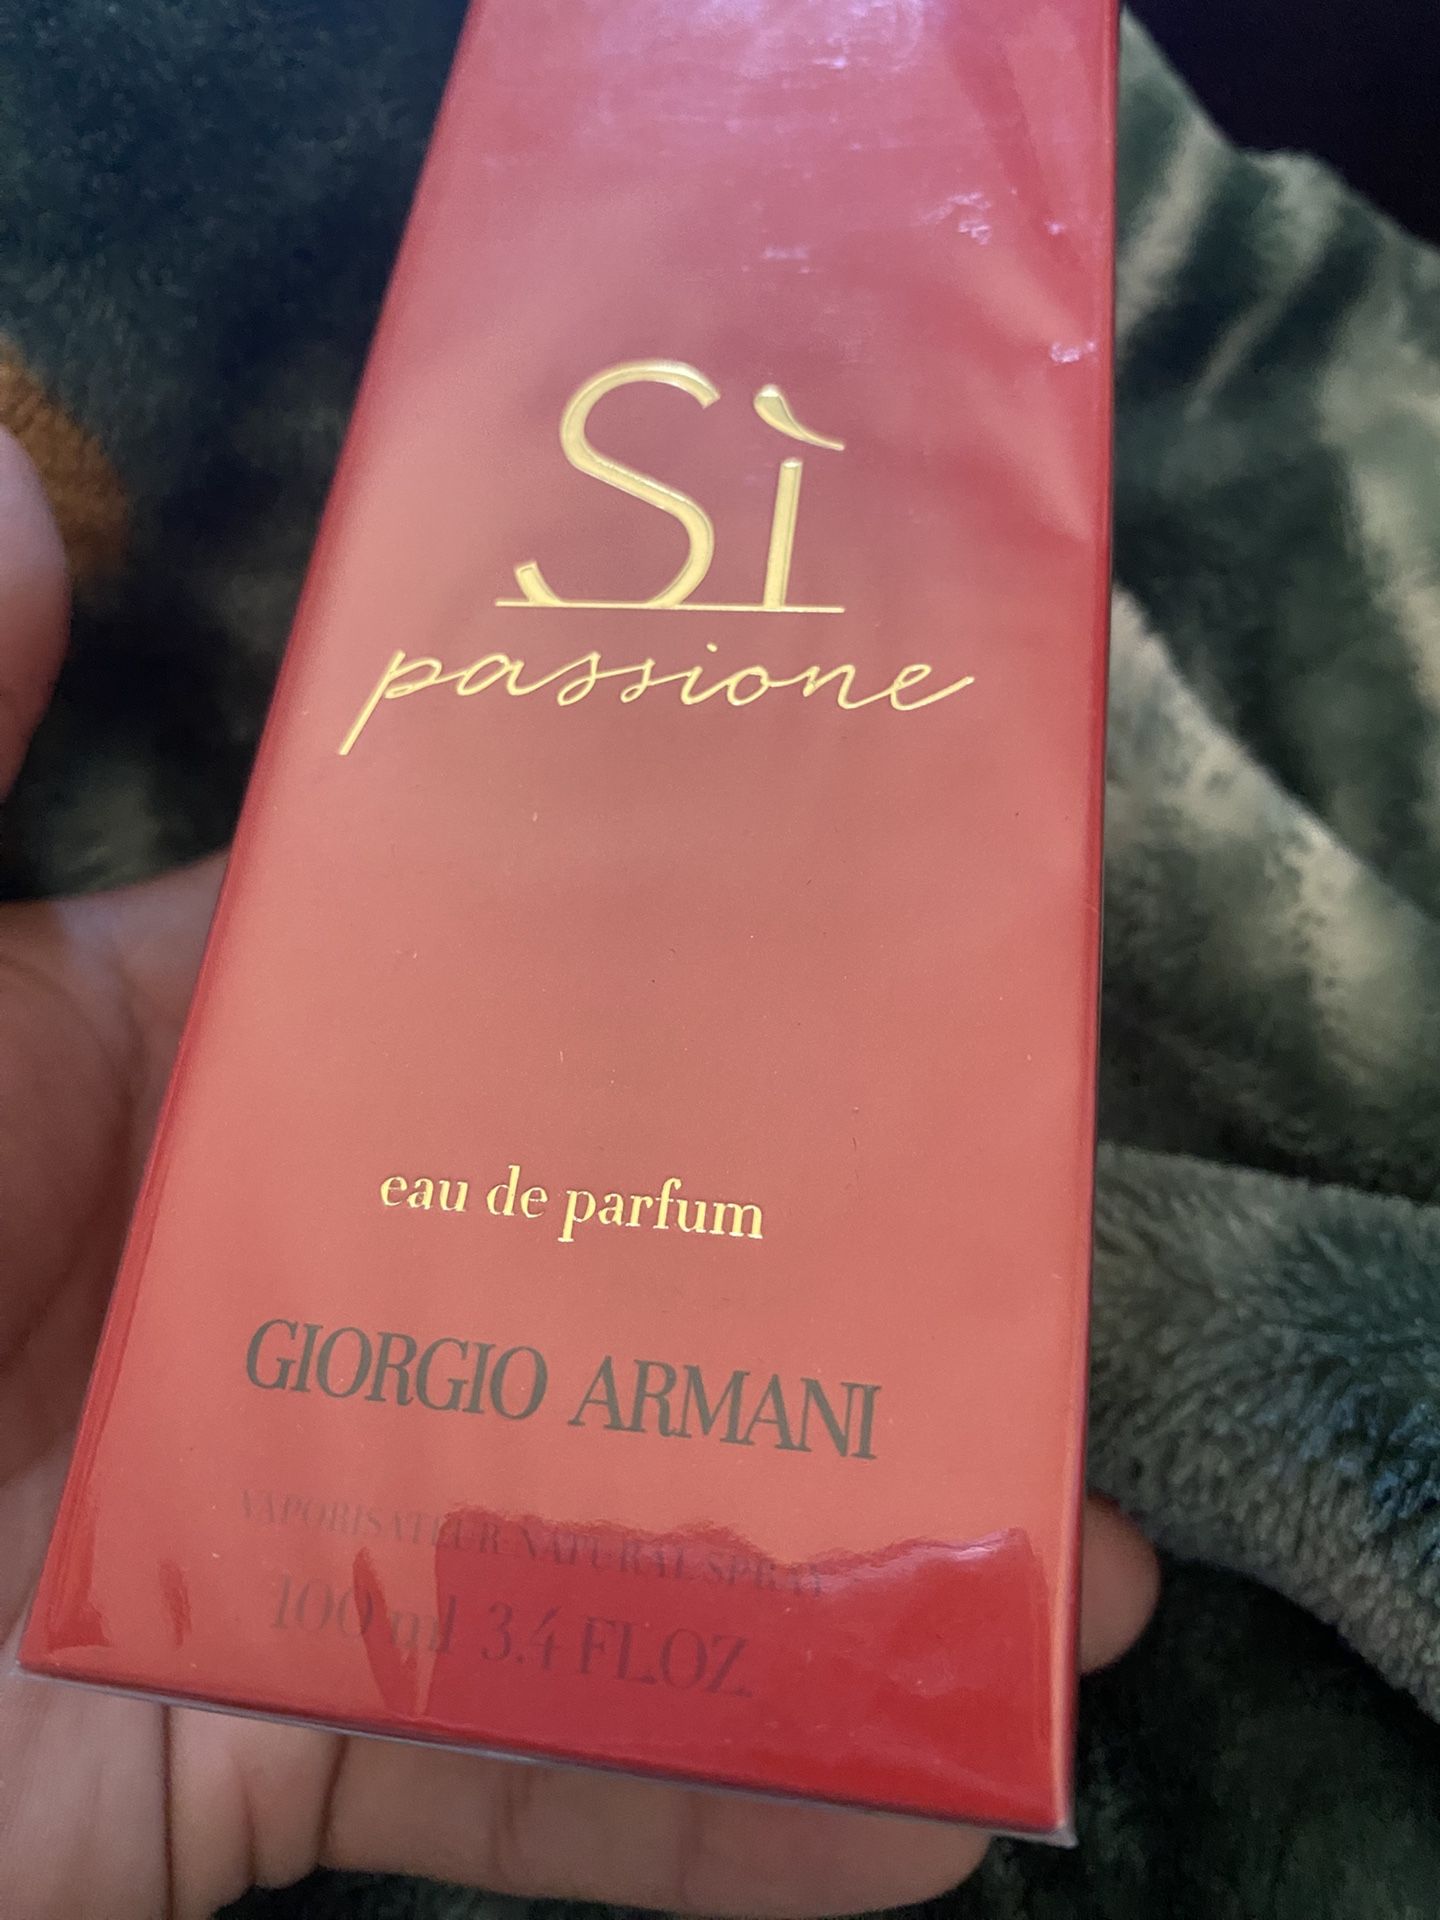 Sì
passione
eau de parfum
GIORGIO ARMANI
VAPORISATEUR NATURAL SPRAY
100 ml 3.4 FL.OZ.